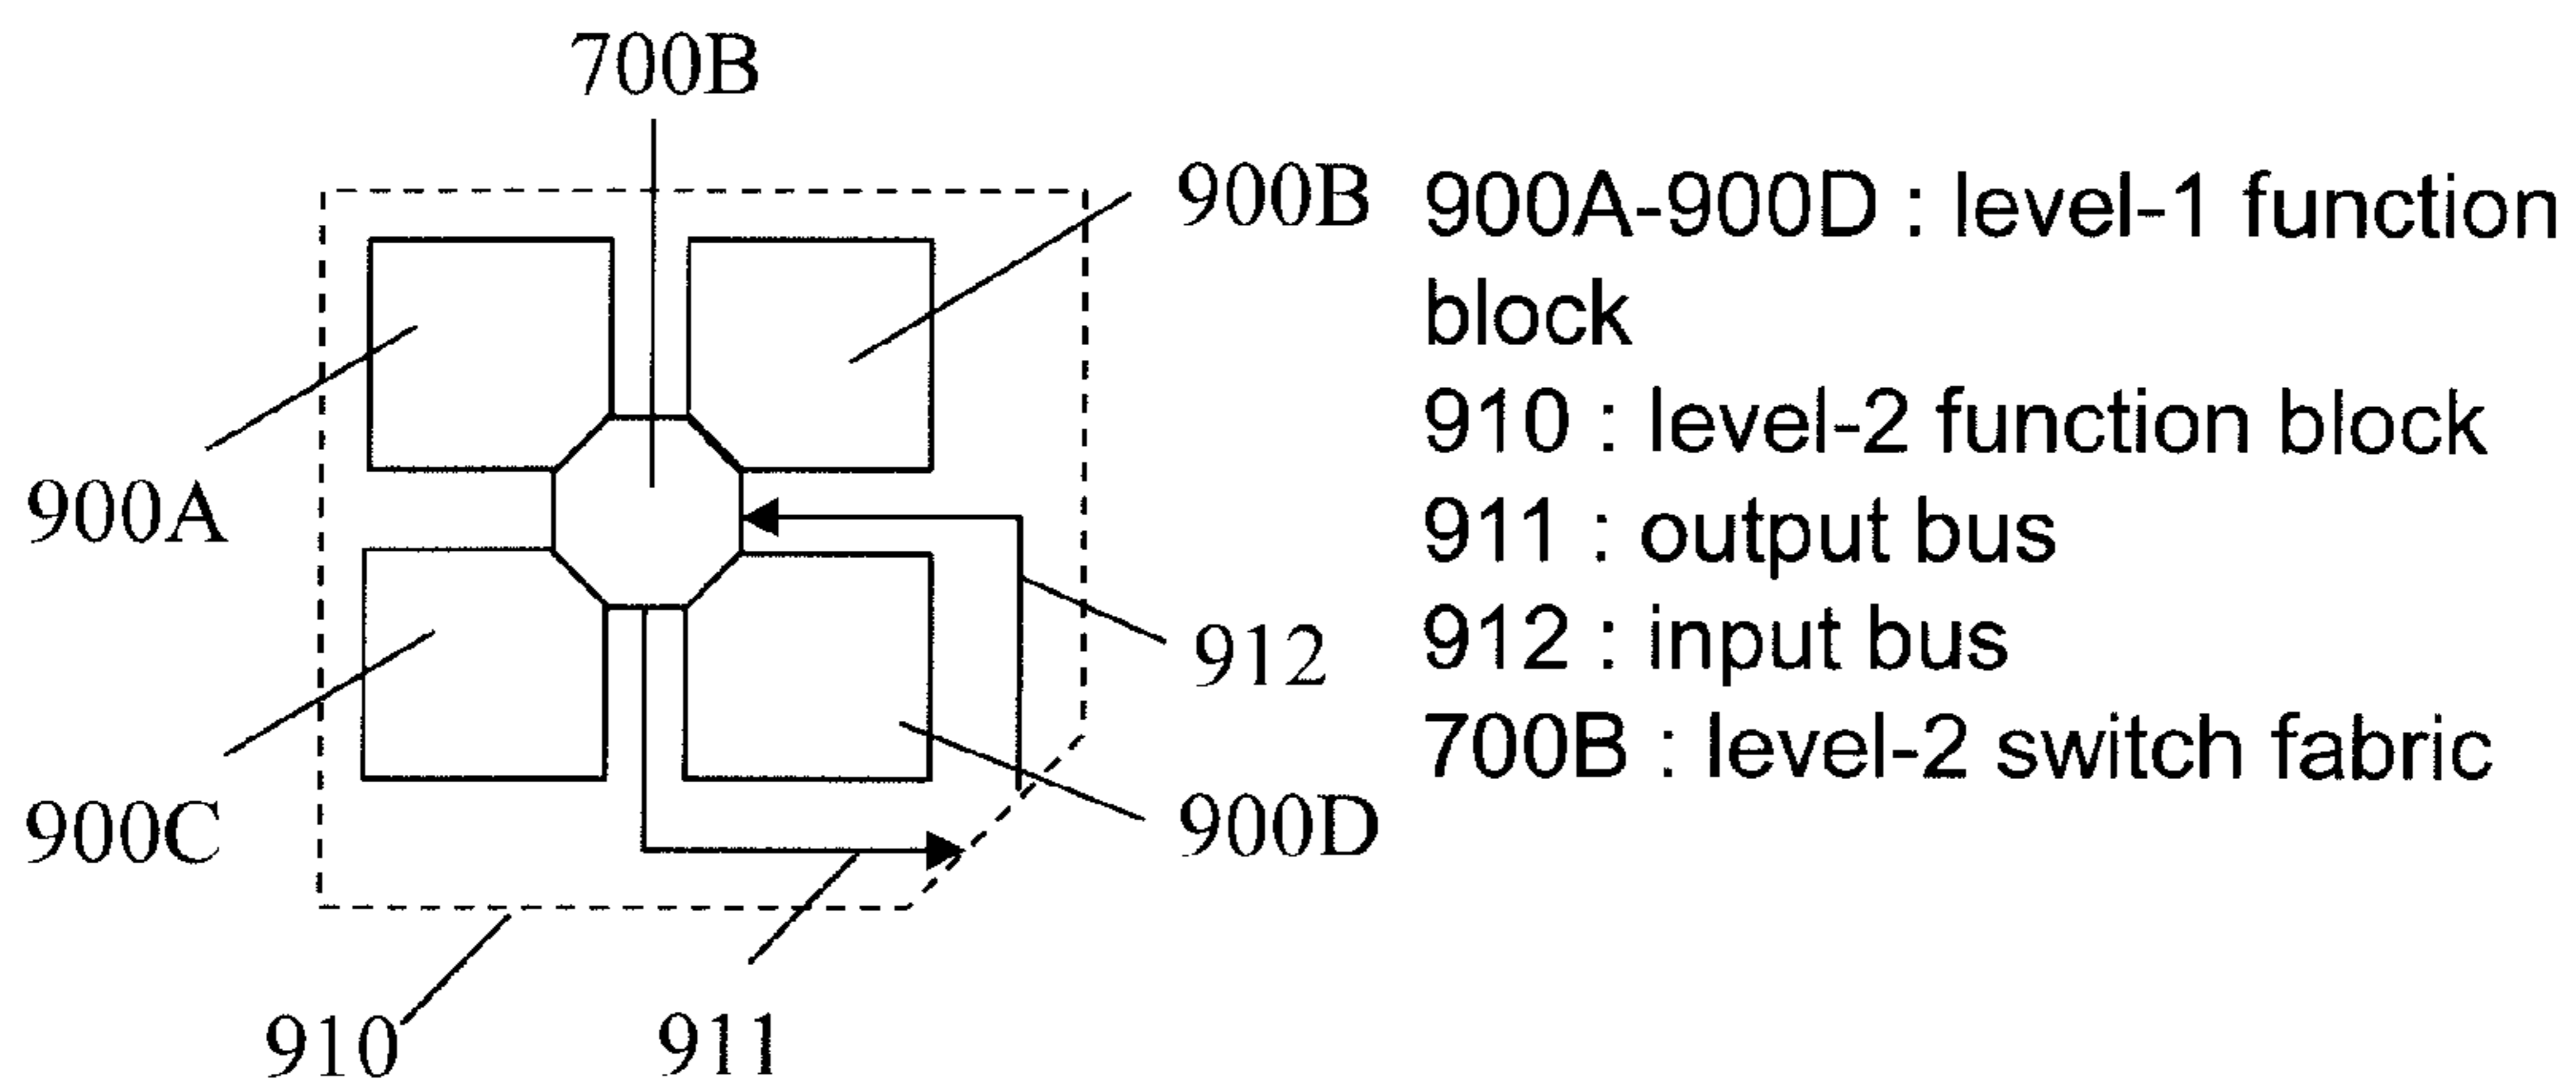 700B
900B
900A
912
900C
900D
910
911
900A-900D : level-1 function
block
910 : level-2 function block
911 : output bus
912 : input bus
700B : level-2 switch fabric